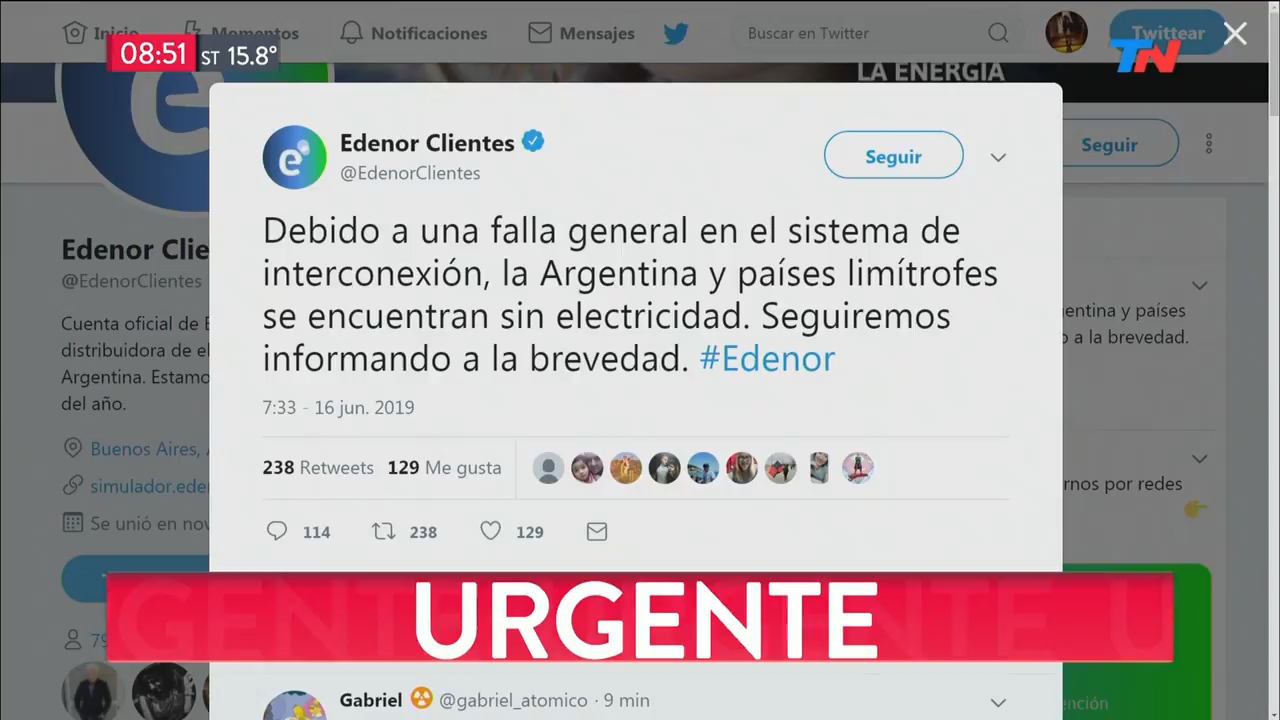 Inicio
Momentos
Notificaciones
Mensajes
Buscar en Twitter
Twittear
08:51 ST 15.8°
TN
LA ENERGÍA
Edenor Clientes
@EdenorClientes
Seguir
Seguir
Debido a una falla general en el sistema de
interconexión, la Argentina y países limítrofes
se encuentran sin electricidad. Seguiremos
informando a la brevedad. #Edenor
7:33 - 16 jun. 2019
238 Retweets 129 Me gusta
114 238 129
Edenor Clie
@EdenorClientes
Cuenta oficial de
distribuidora de
Argentina.
del año.
Buenos Aires,
simulador.ede
Se unió en nov
entina y países
a la brevedad.
rnos por redes
URGENTE
Gabriel @gabriel_atomico · 9 min